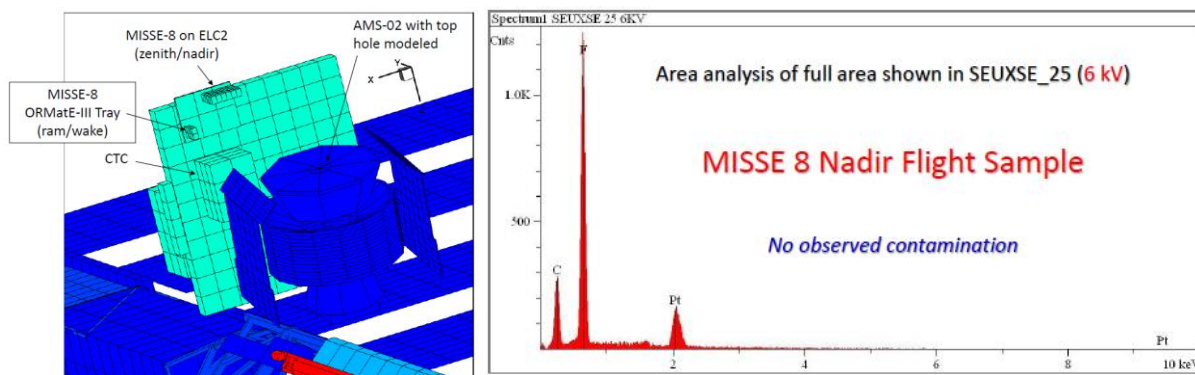 MISSE-8 on ELC2
(zenith/nadir)
AMS-02 with top
hole modeled
MISSE-8
ORMatE-III Tray
(ram/wake)
CTC
X
Y
Spectrum1 SEUXSE 25 6KV
Cnts
F
1.0K
Area analysis of full area shown in SEUXSE_25 (6 kV)
MISSE 8 Nadir Flight Sample
500
No observed contamination
C
Pt
Pt
2
4
6
8
10 keV